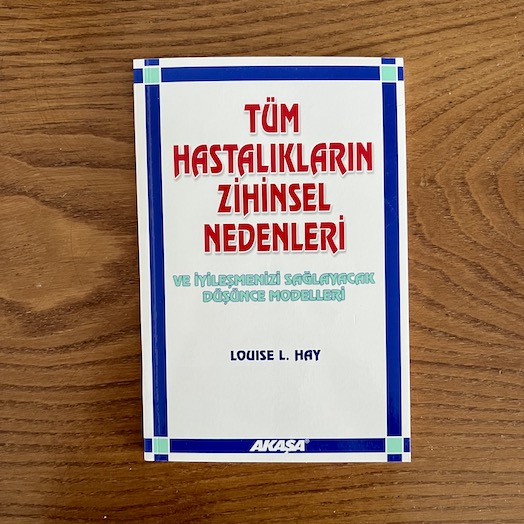 TÜM
HASTALIKLARIN
ZİHİNSEL
NEDENLERİ
VE İYİLEŞMENİZİ SAĞLAYACAK
DÜŞÜNCE MODELLERİ
LOUISE L. HAY
AKAŞA®